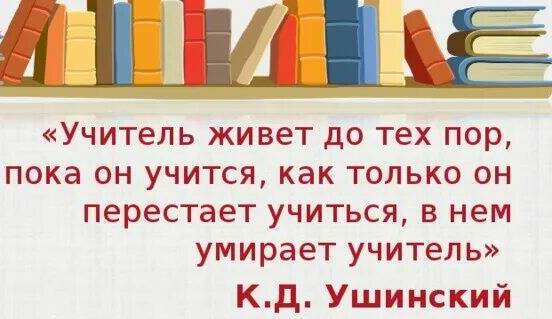 «Учитель живет до тех пор,
пока он учится, как только он
перестает учиться, в нем
умирает учитель»
К.Д. Ушинский